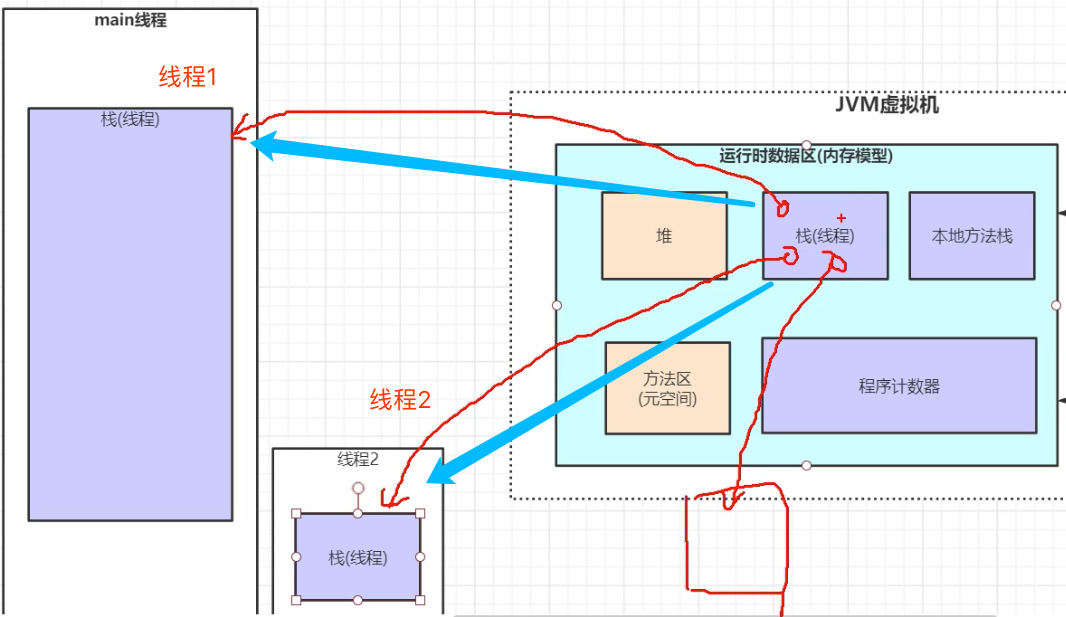 main线程
线程1
栈(线程)
JVM虚拟机
运行时数据区(内存模型)
堆
栈(线程)
本地方法栈
方法区
(元空间)
程序计数器
线程2
线程2
栈(线程)